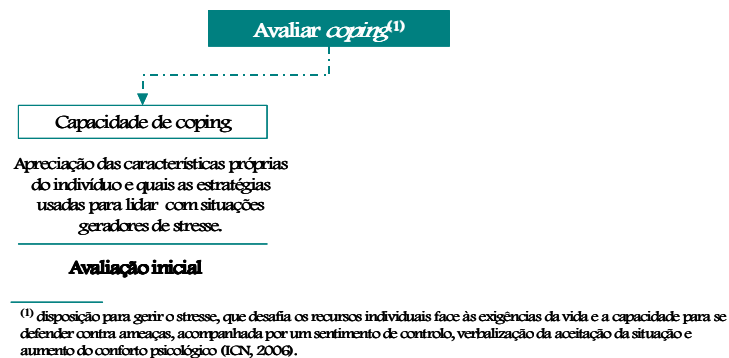 Avaliar coping(1)
Capacidade de coping
Apreciação das características próprias
do indivíduo e quais as estratégias
usadas para lidar com situações
geradores de stresse.
Avaliação inicial
(1) disposição para gerir o stresse, que desafia os recursos individuais face às exigências da vida e a capacidade para se
defender contra ameaças, acompanhada por um sentimento de controlo, verbalização da aceitação da situação e
aumento do conforto psicológico (ICN, 2006).